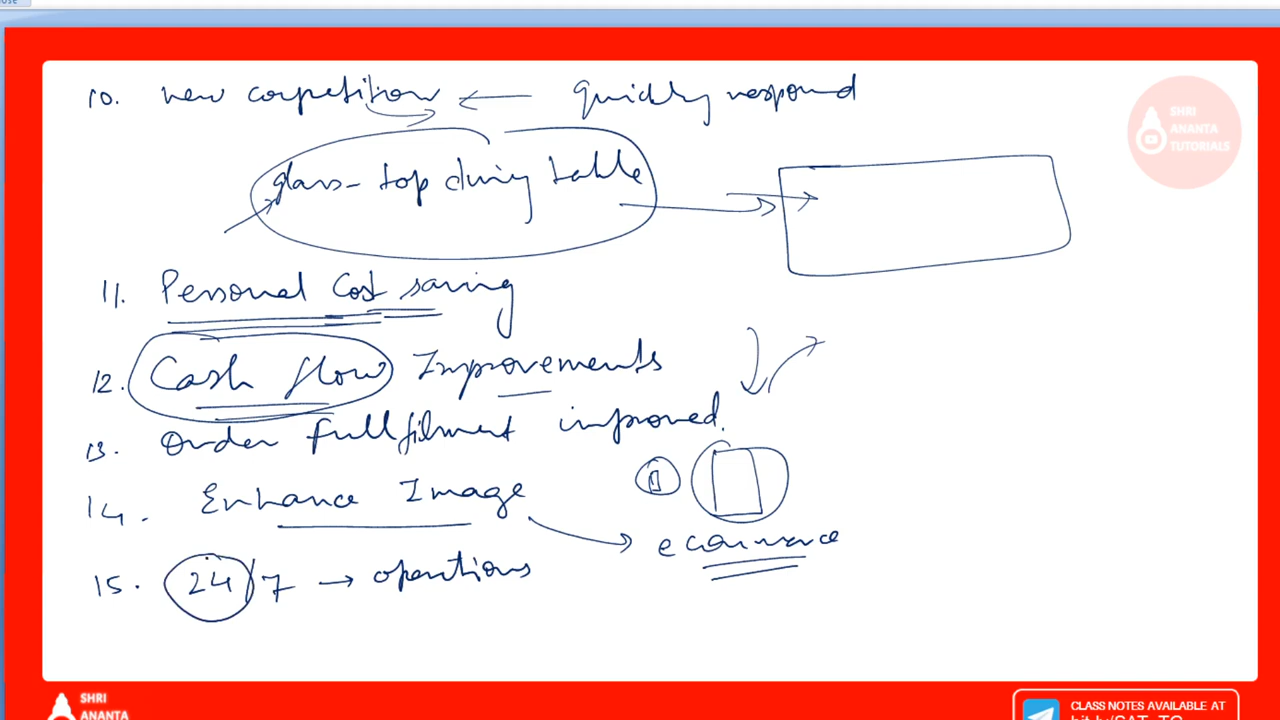 10. new competition ← quickly respond
glass-top dining table
11. Personal Cost saving
12. Cash flow Improvements
13. Order fullfilment improved.
14. Enhance Image
→ ecommerce
15. 24/7 → operations
SHRI
ANANTA
TUTORIALS
SHRI
ANANTA
CLASS NOTES AVAILABLE AT